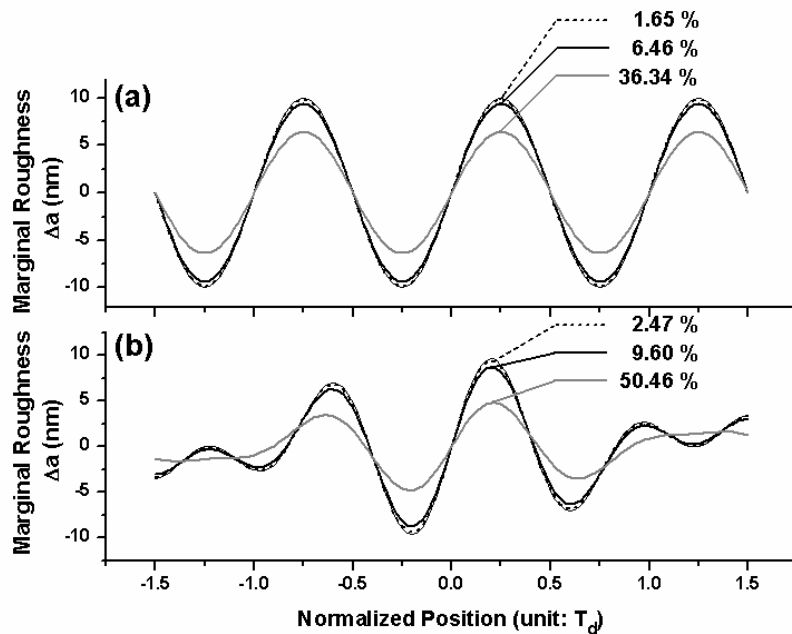 (a)
1.65 %
6.46 %
36.34 %
Marginal Roughness
Δa (nm)
10
5
0
-5
-10
(b)
2.47 %
9.60 %
50.46 %
Marginal Roughness
Δa (nm)
10
5
0
-5
-10
-1.5 -1.0 -0.5 0.0 0.5 1.0 1.5
Normalized Position (unit: T_d)